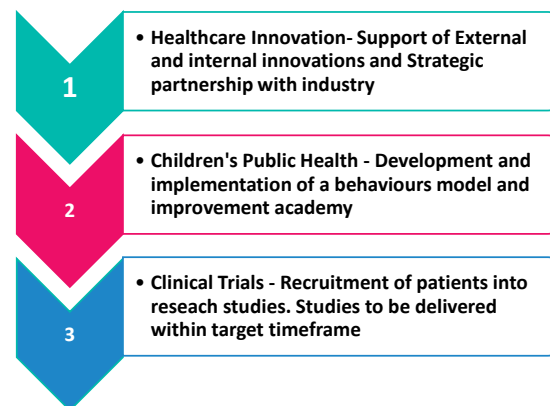 1
• Healthcare Innovation- Support of External
and internal innovations and Strategic
partnership with industry
2
• Children's Public Health - Development and
implementation of a behaviours model and
improvement academy
3
• Clinical Trials - Recruitment of patients into
reseach studies. Studies to be delivered
within target timeframe